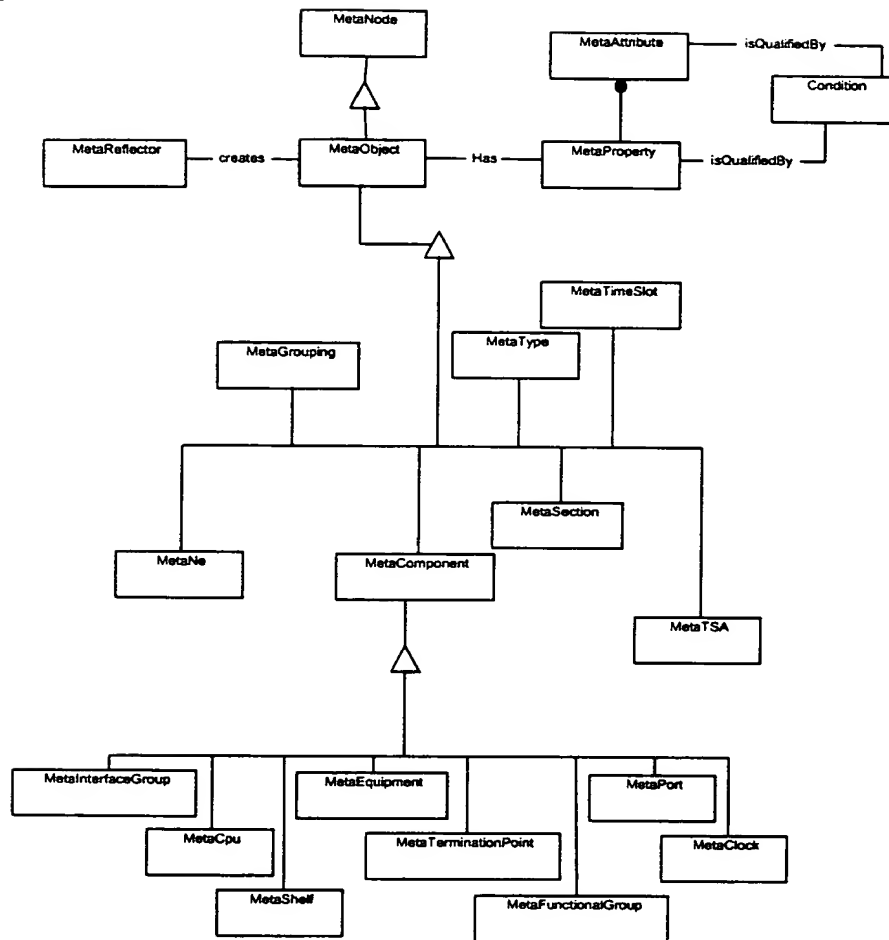 MetaNode
MetaAttribute
isQualifiedBy
Condition
MetaReflector
creates
MetaObject
Has
MetaProperty
isQualifiedBy
MetaTimeSlot
MetaGrouping
MetaType
MetaSection
MetaNe
MetaComponent
MetaTSA
MetaInterfaceGroup
MetaEquipment
MetaPort
MetaCpu
MetaTerminationPoint
MetaClock
MetaShelf
MetaFunctionalGroup